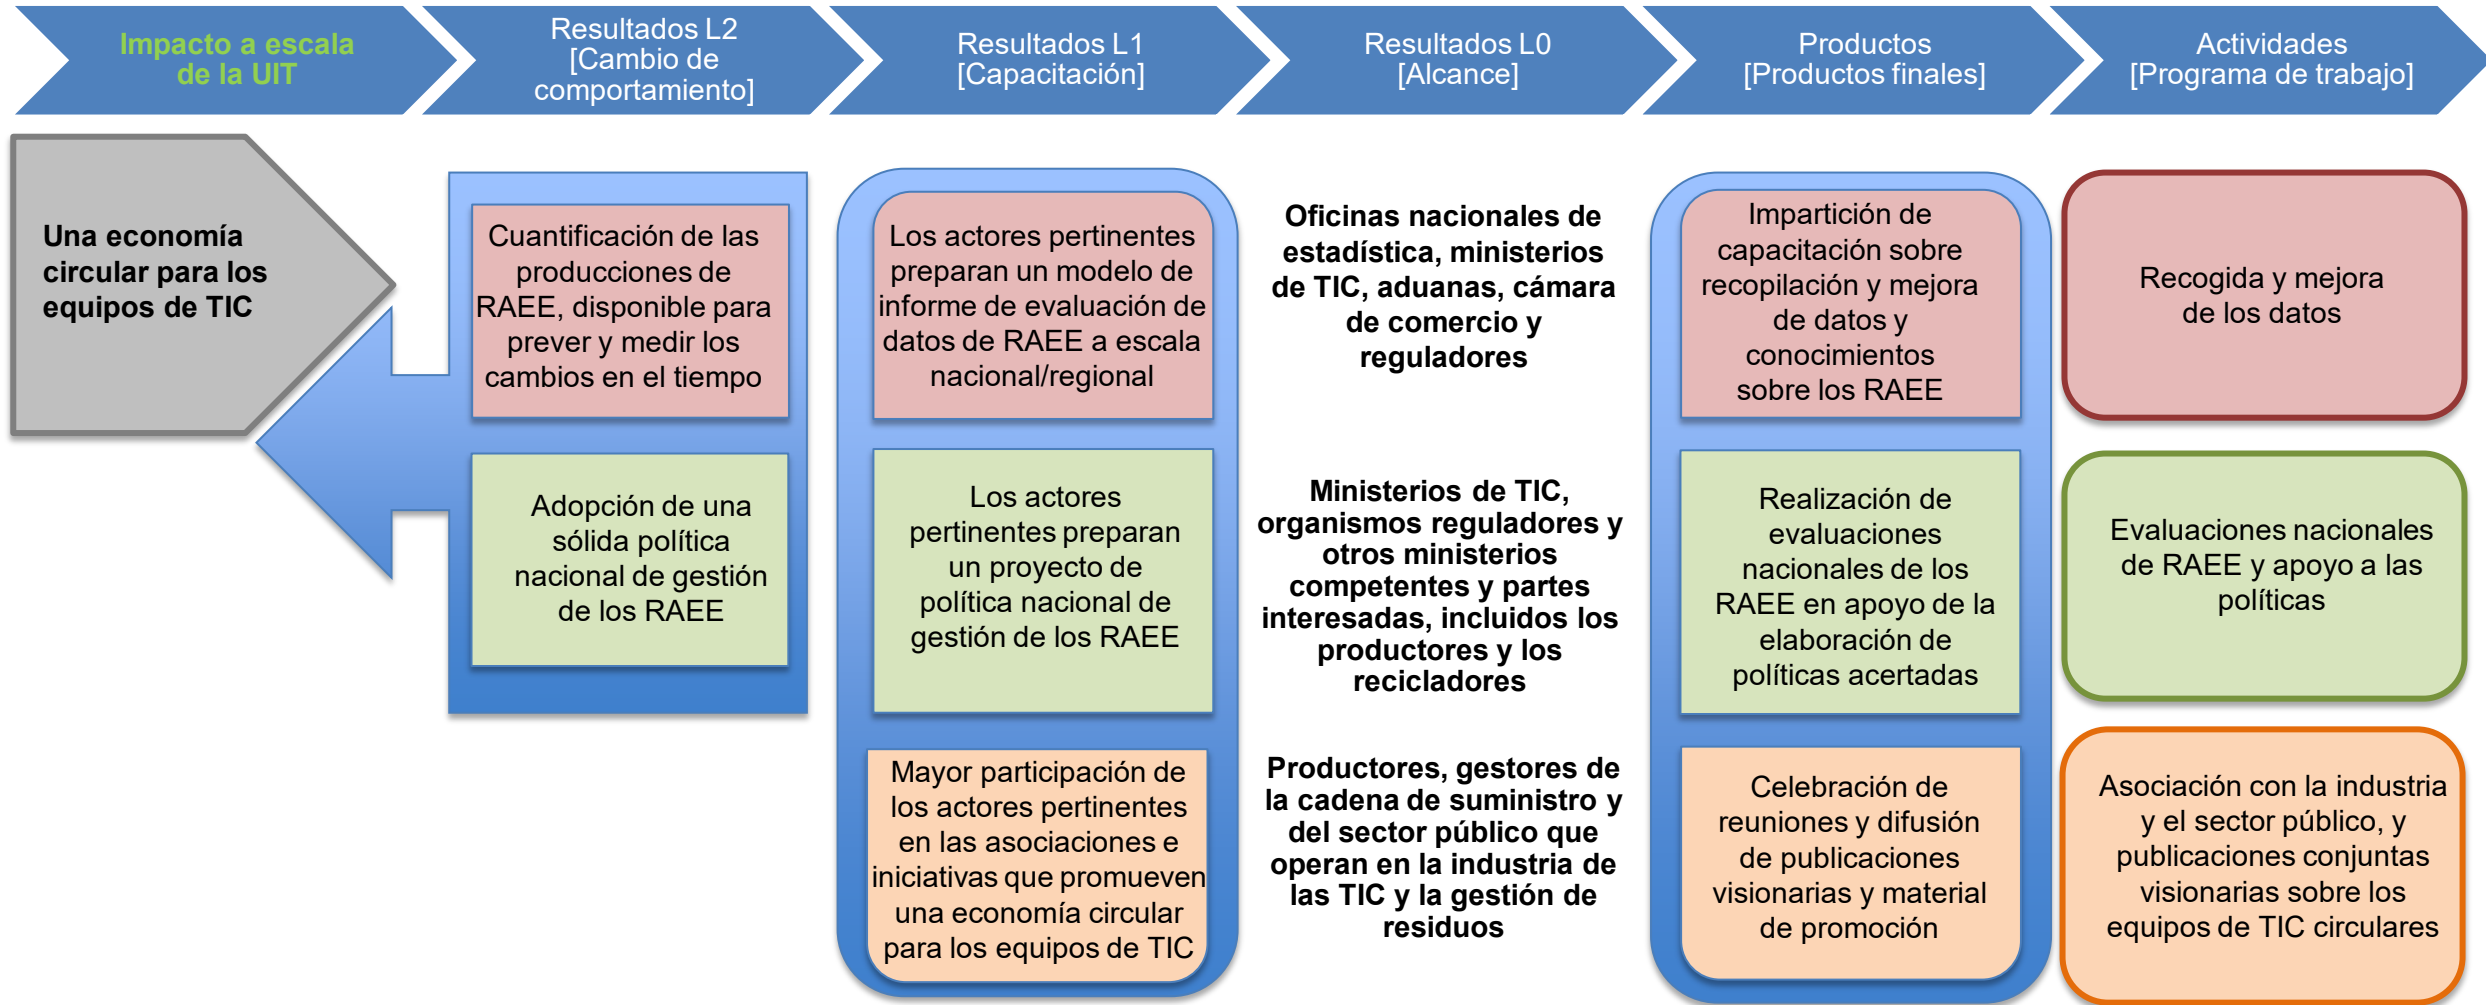 Impacto a escala
de la UIT
Resultados L2
[Cambio de
comportamiento]
Resultados L1
[Capacitación]
Resultados L0
[Alcance]
Productos
[Productos finales]
Actividades
[Programa de trabajo]
Una economía
circular para los
equipos de TIC
Cuantificación de las
producciones de
RAEE, disponible para
prever y medir los
cambios en el tiempo
Los actores pertinentes
preparan un modelo de
informe de evaluación de
datos de RAEE a escala
nacional/regional
Oficinas nacionales de
estadística, ministerios
de TIC, aduanas, cámara
de comercio y
reguladores
Impartición de
capacitación sobre
recopilación y mejora
de datos y
conocimientos
sobre los RAEE
Recogida y mejora
de los datos
Adopción de una
sólida política
nacional de gestión
de los RAEE
Los actores
pertinentes preparan
un proyecto de
política nacional de
gestión de los RAEE
Ministerios de TIC,
organismos reguladores y
otros ministerios
competentes y partes
interesadas, incluidos los
productores y los
recicladores
Realización de
evaluaciones
nacionales de los
RAEE en apoyo de la
elaboración de
políticas acertadas
Evaluaciones nacionales
de RAEE y apoyo a las
políticas
Mayor participación de
los actores pertinentes
en las asociaciones e
iniciativas que promueven
una economía circular
para los equipos de TIC
Productores, gestores de
la cadena de suministro y
del sector público que
operan en la industria de
las TIC y la gestión de
residuos
Celebración de
reuniones y difusión
de publicaciones
visionarias y material
de promoción
Asociación con la industria
y el sector público, y
publicaciones conjuntas
visionarias sobre los
equipos de TIC circulares